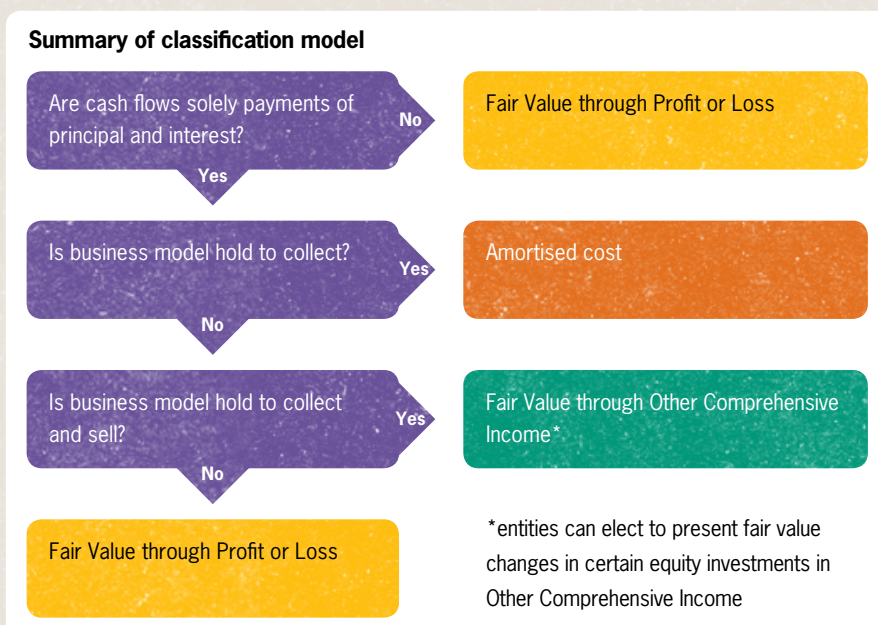 Summary of classification model
Are cash flows solely payments of
principal and interest?
No
Fair Value through Profit or Loss
Yes
Is business model hold to collect?
Yes
Amortised cost
No
Is business model hold to collect
and sell?
Yes
Fair Value through Other Comprehensive
Income*
No
Fair Value through Profit or Loss
*entities can elect to present fair value
changes in certain equity investments in
Other Comprehensive Income